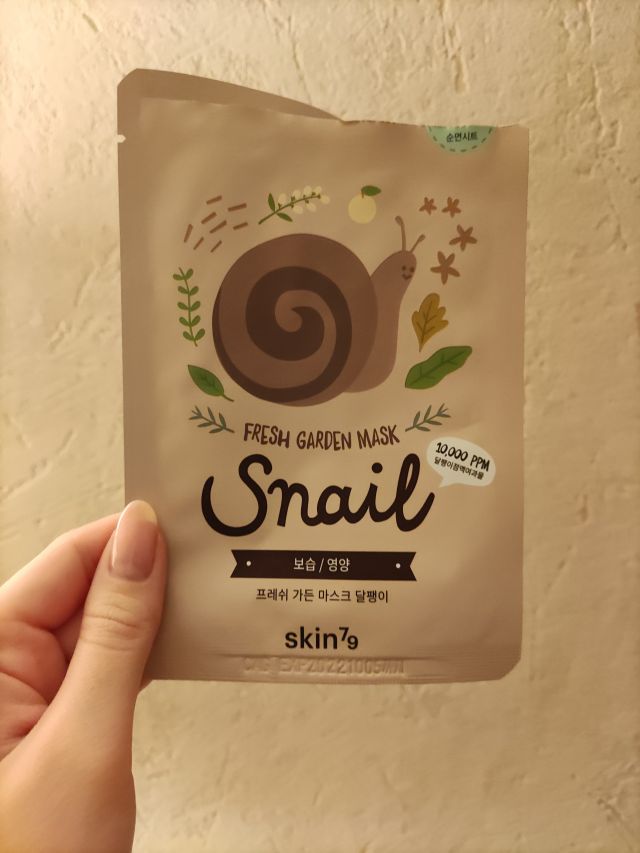 순면시트
FRESH GARDEN MASK
Snail
10,000 PPM
달팽이점액여과물
보습 / 영양
프레쉬 가든 마스크 달팽이
skin79
EXP20221005